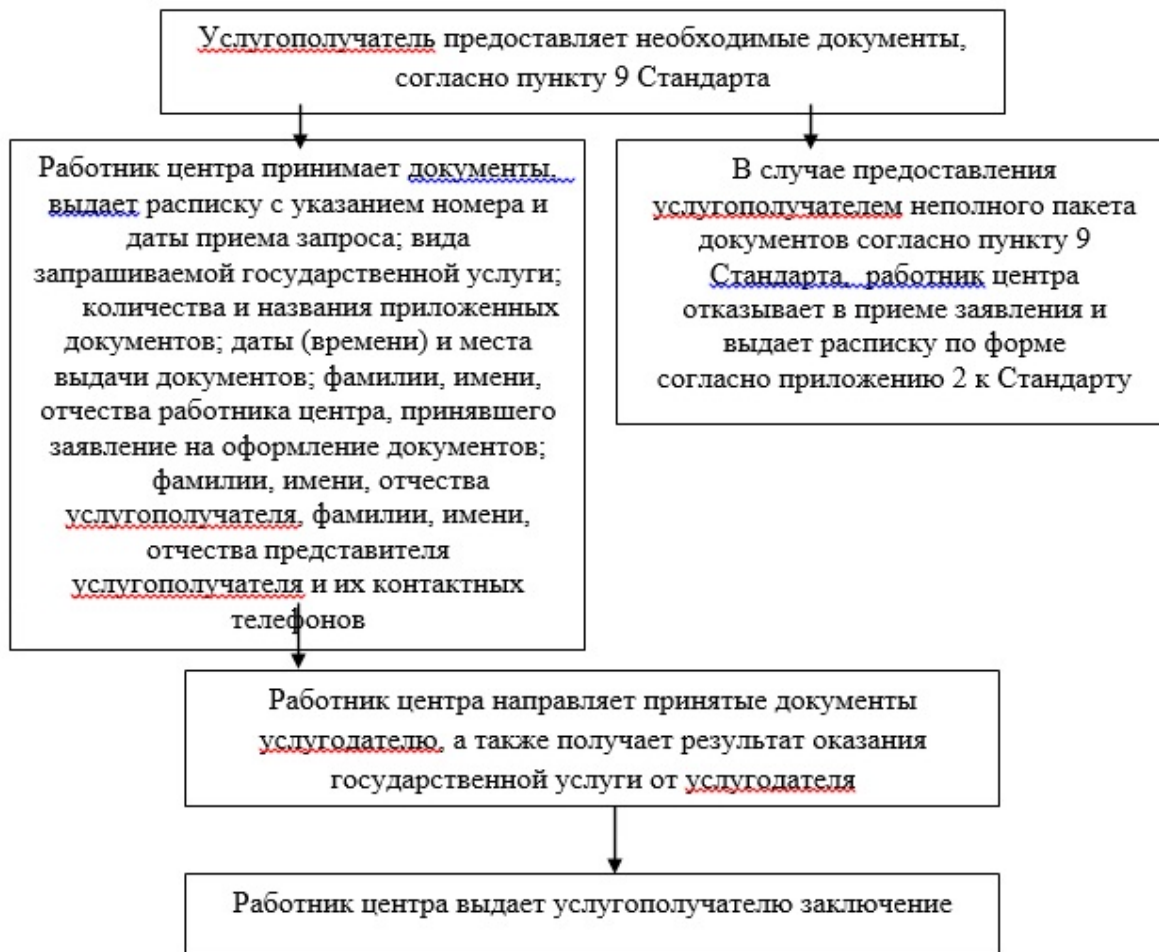 Услугополучатель предоставляет необходимые документы,
согласно пункту 9 Стандарта
Работник центра принимает документы,
выдает расписку с указанием номера и
даты приема запроса; вида
запрашиваемой государственной услуги;
количества и названия приложенных
документов; даты (времени) и места
выдачи документов; фамилии, имени,
отчества работника центра, принявшего
заявление на оформление документов;
фамилии, имени, отчества
услугополучателя, фамилии, имени,
отчества представителя
услугополучателя и их контактных
телефонов
В случае предоставления
услугополучателем неполного пакета
документов согласно пункту 9
Стандарта, работник центра
отказывает в приеме заявления и
выдает расписку по форме
согласно приложению 2 к Стандарту
Работник центра направляет принятые документы
услугодателю, а также получает результат оказания
государственной услуги от услугодателя
Работник центра выдает услугополучателю заключение